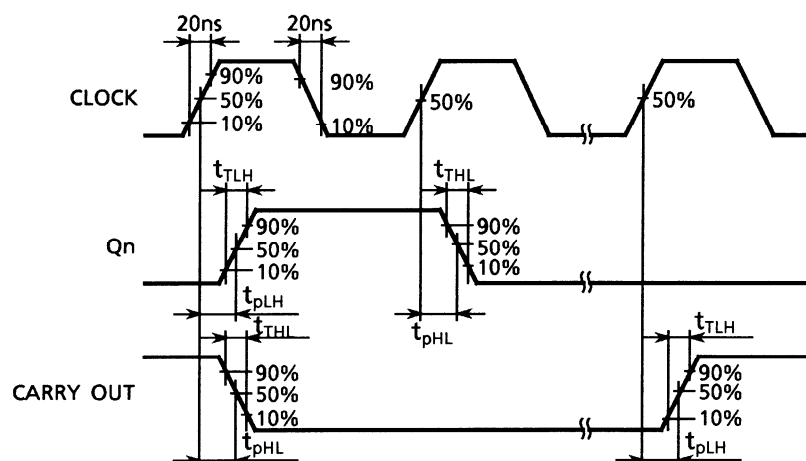 20ns 20ns
90% 90%
CLOCK 50% 50% 50%
10% 10%
tTLH tTHL
90% 90%
Qn 50% 50%
10% 10%
tpLH
tTHL tpHL tTLH
90% 90%
CARRY OUT 50% 50%
10% 10%
tpHL tpLH